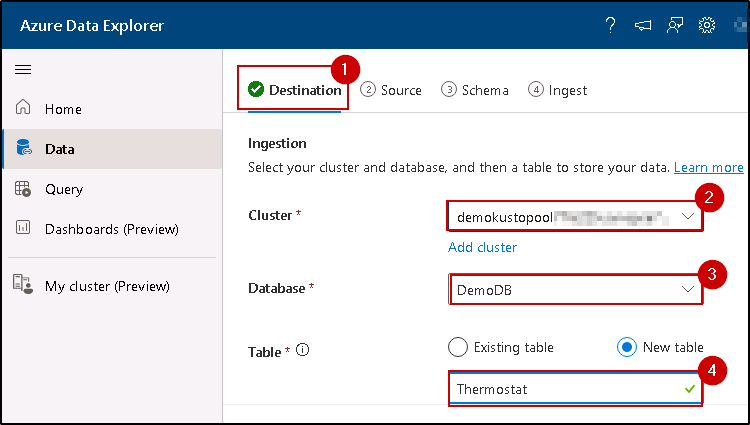 Azure Data Explorer
?
1
Destination 2 Source 3 Schema 4 Ingest
Home
Data
Query
Dashboards (Preview)
My cluster (Preview)
Ingestion
Select your cluster and database, and then a table to store your data. Learn more
2
Cluster * demokustopool
Add cluster
3
Database * DemoDB
Table * Existing table New table
4
Thermostat